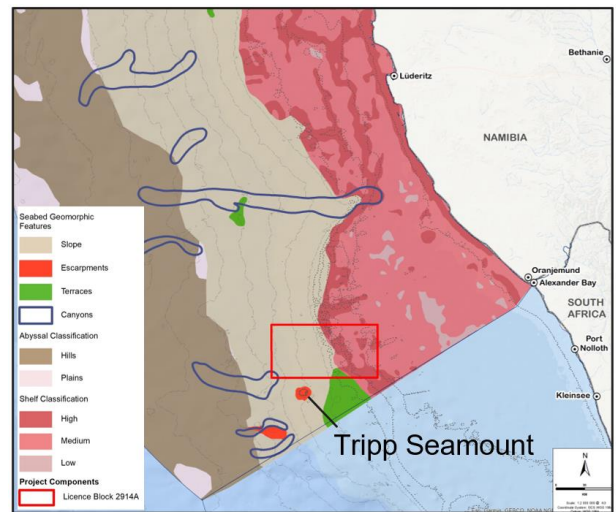 Bethanie
Lüderitz
NAMIBIA
Seabed Geomorphic
Features
Slope
Escarpments
Terraces
Canyons
Abyssal Classification
Hills
Plains
Shelf Classification
High
Medium
Low
Project Components
Licence Block 2914A
Oranjemund
Alexander Bay
SOUTH
AFRICA
Port
Nolloth
Kleinsee
Tripp Seamount
N